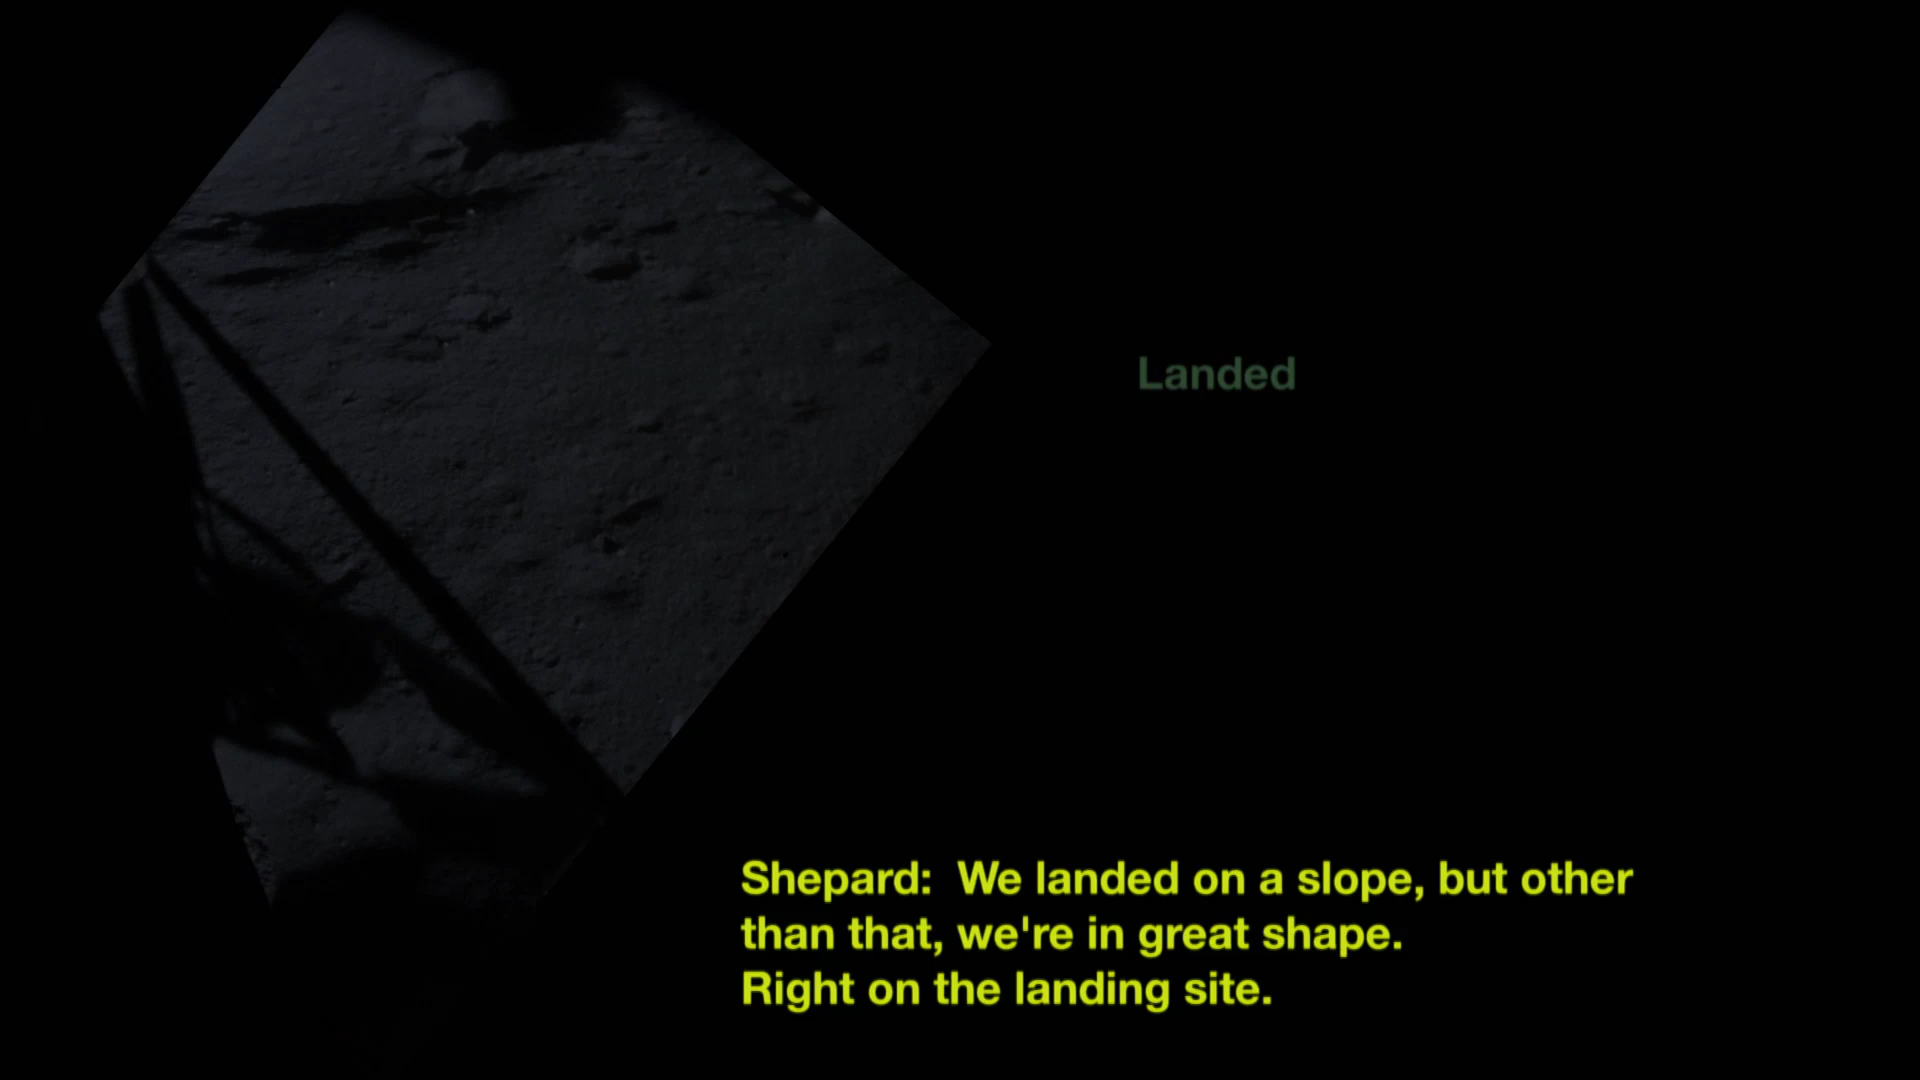 Landed
Shepard:  We landed on a slope, but other
than that, we're in great shape.
Right on the landing site.